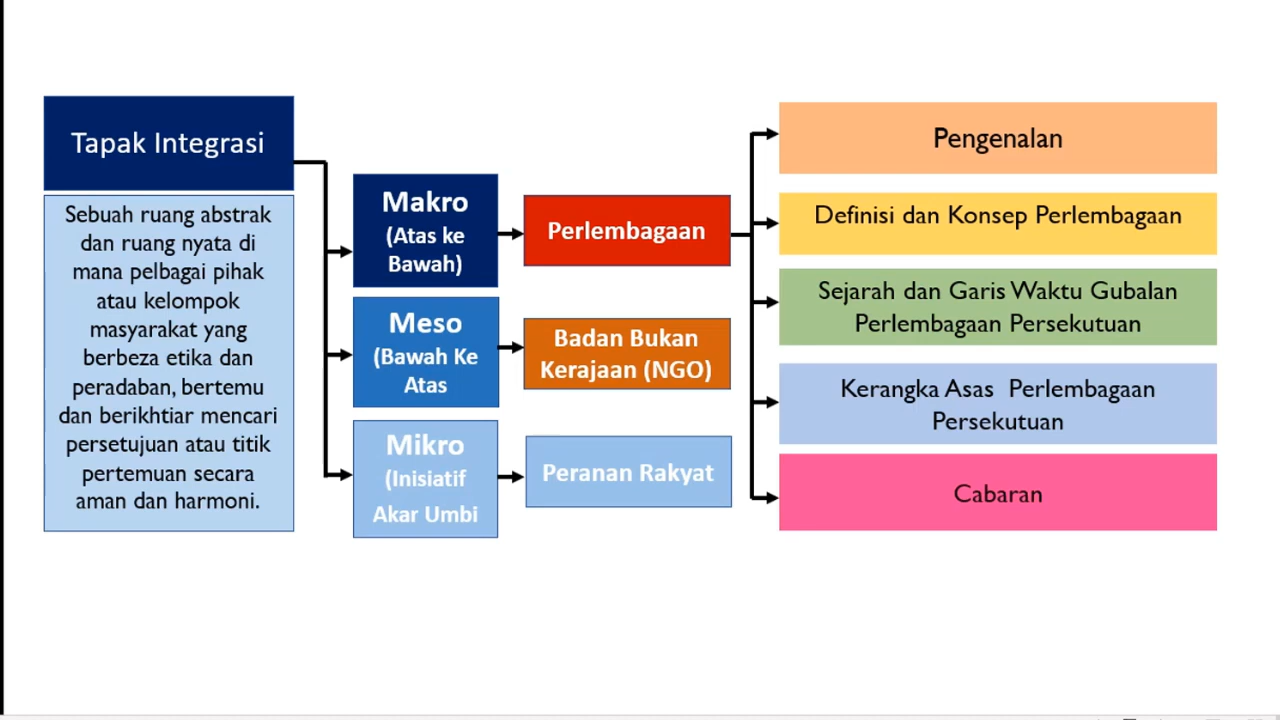 Tapak Integrasi
Sebuah ruang abstrak
dan ruang nyata di
mana pelbagai pihak
atau kelompok
masyarakat yang
berbeza etika dan
peradaban, bertemu
dan berikhtiar mencari
persetujuan atau titik
pertemuan secara
aman dan harmoni.
Makro
(Atas ke
Bawah)
Meso
(Bawah Ke
Atas
Mikro
(Inisiatif
Akar Umbi
Perlembagaan
Badan Bukan
Kerajaan (NGO)
Peranan Rakyat
Pengenalan
Definisi dan Konsep Perlembagaan
Sejarah dan Garis Waktu Gubalan
Perlembagaan Persekutuan
Kerangka Asas Perlembagaan
Persekutuan
Cabaran